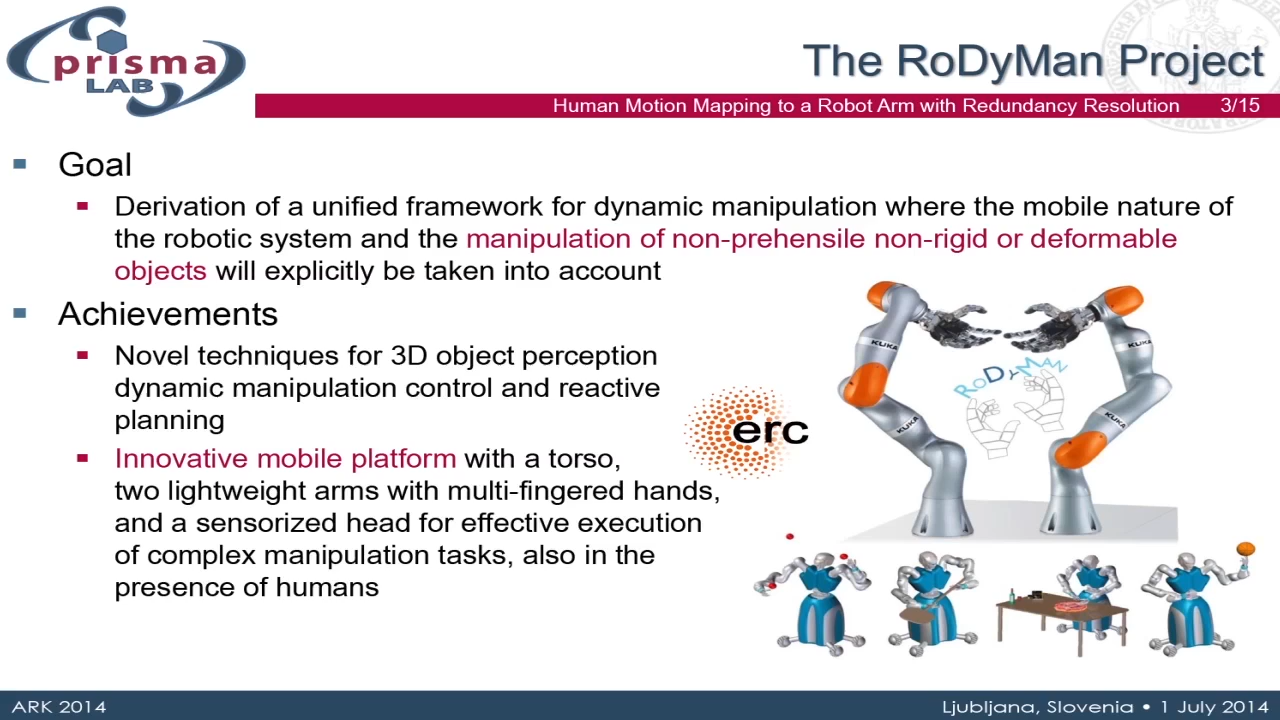 prisma
LAB
The RoDyMan Project
Human Motion Mapping to a Robot Arm with Redundancy Resolution 3/15
Goal
Derivation of a unified framework for dynamic manipulation where the mobile nature of
the robotic system and the manipulation of non-prehensile non-rigid or deformable
objects will explicitly be taken into account
Achievements
Novel techniques for 3D object perception
dynamic manipulation control and reactive
planning
Innovative mobile platform with a torso,
two lightweight arms with multi-fingered hands,
and a sensorized head for effective execution
of complex manipulation tasks, also in the
presence of humans
erc
KUKA
KUKA
RODYMAN
KUKA
KUKA
ARK 2014
Ljubljana, Slovenia • 1 July 2014